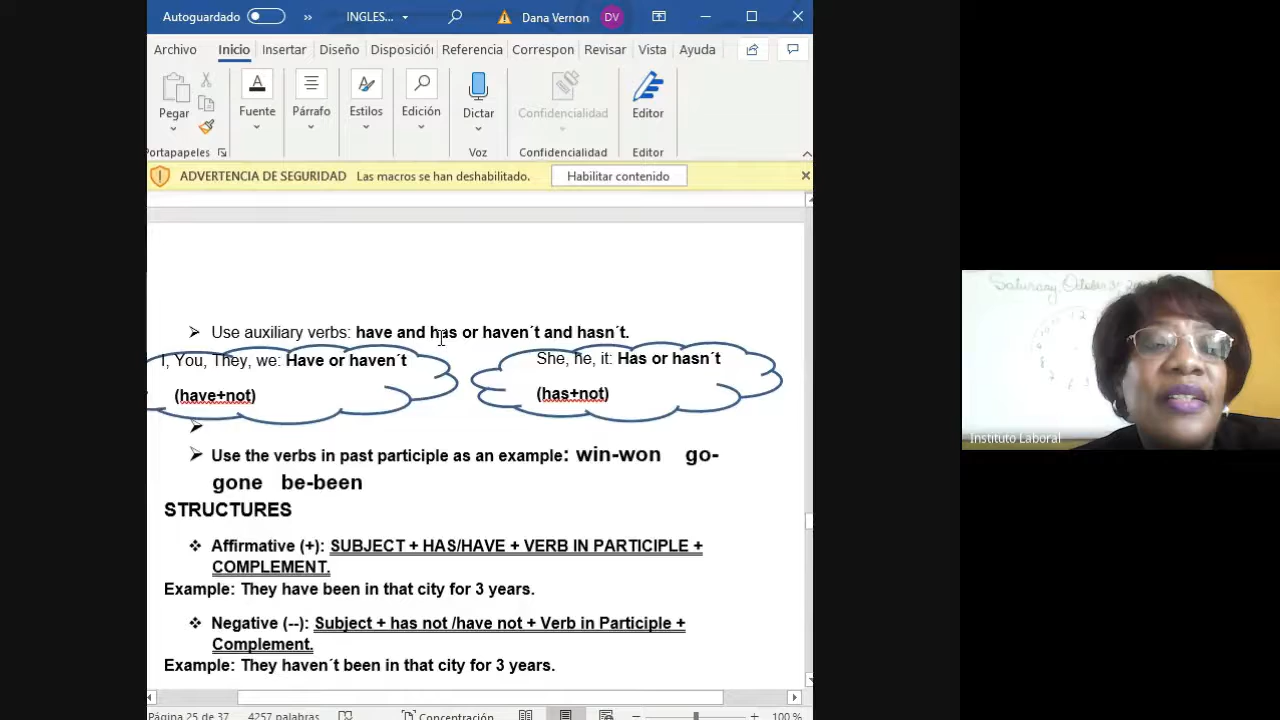 Autoguardado » INGLES... Dana Vernon DV
Archivo Inicio Insertar Diseño Disposició Referencia Correspon Revisar Vista Ayuda
Pegar Fuente Párrafo Estilos Edición Dictar Confidencialidad Editor
Portapapeles Voz Confidencialidad Editor
ADVERTENCIA DE SEGURIDAD Las macros se han deshabilitado. Habilitar contenido
Use auxiliary verbs: have and has or haven´t and hasn´t.
I, You, They, we: Have or haven´t
(have+not)
She, he, it: Has or hasn´t
(has+not)
Use the verbs in past participle as an example: win-won go-
gone be-been
STRUCTURES
Affirmative (+): SUBJECT + HAS/HAVE + VERB IN PARTICIPLE +
COMPLEMENT.
Example: They have been in that city for 3 years.
Negative (--): Subject + has not /have not + Verb in Participle +
Complement.
Example: They haven´t been in that city for 3 years.
Página 25 de 37 4257 palabras Concentración 100 %
Saturday, October
Instituto Laboral